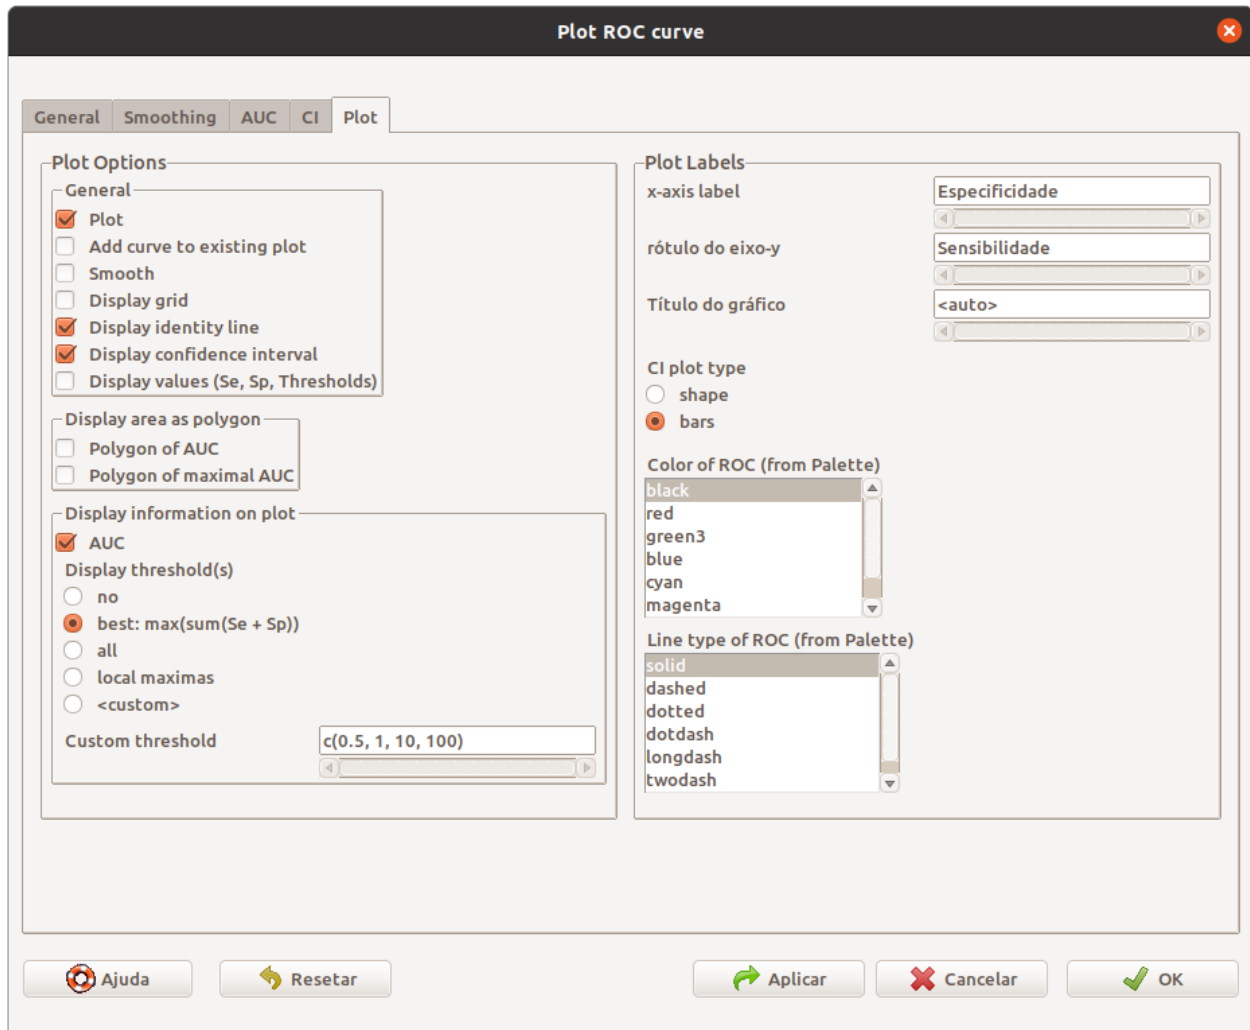 Plot ROC curve
General
Smoothing
AUC
CI
Plot
Plot Options
General
Plot
Add curve to existing plot
Smooth
Display grid
Display identity line
Display confidence interval
Display values (Se, Sp, Thresholds)
Display area as polygon
Polygon of AUC
Polygon of maximal AUC
Display information on plot
AUC
Display threshold(s)
no
best: max(sum(Se + Sp))
all
local maximas
<custom>
Custom threshold
c(0.5, 1, 10, 100)
Plot Labels
x-axis label
Especificidade
rótulo do eixo-y
Sensibilidade
Título do gráfico
<auto>
CI plot type
shape
bars
Color of ROC (from Palette)
black
red
green3
blue
cyan
magenta
Line type of ROC (from Palette)
solid
dashed
dotted
dotdash
longdash
twodash
Ajuda
Resetar
Aplicar
Cancelar
OK